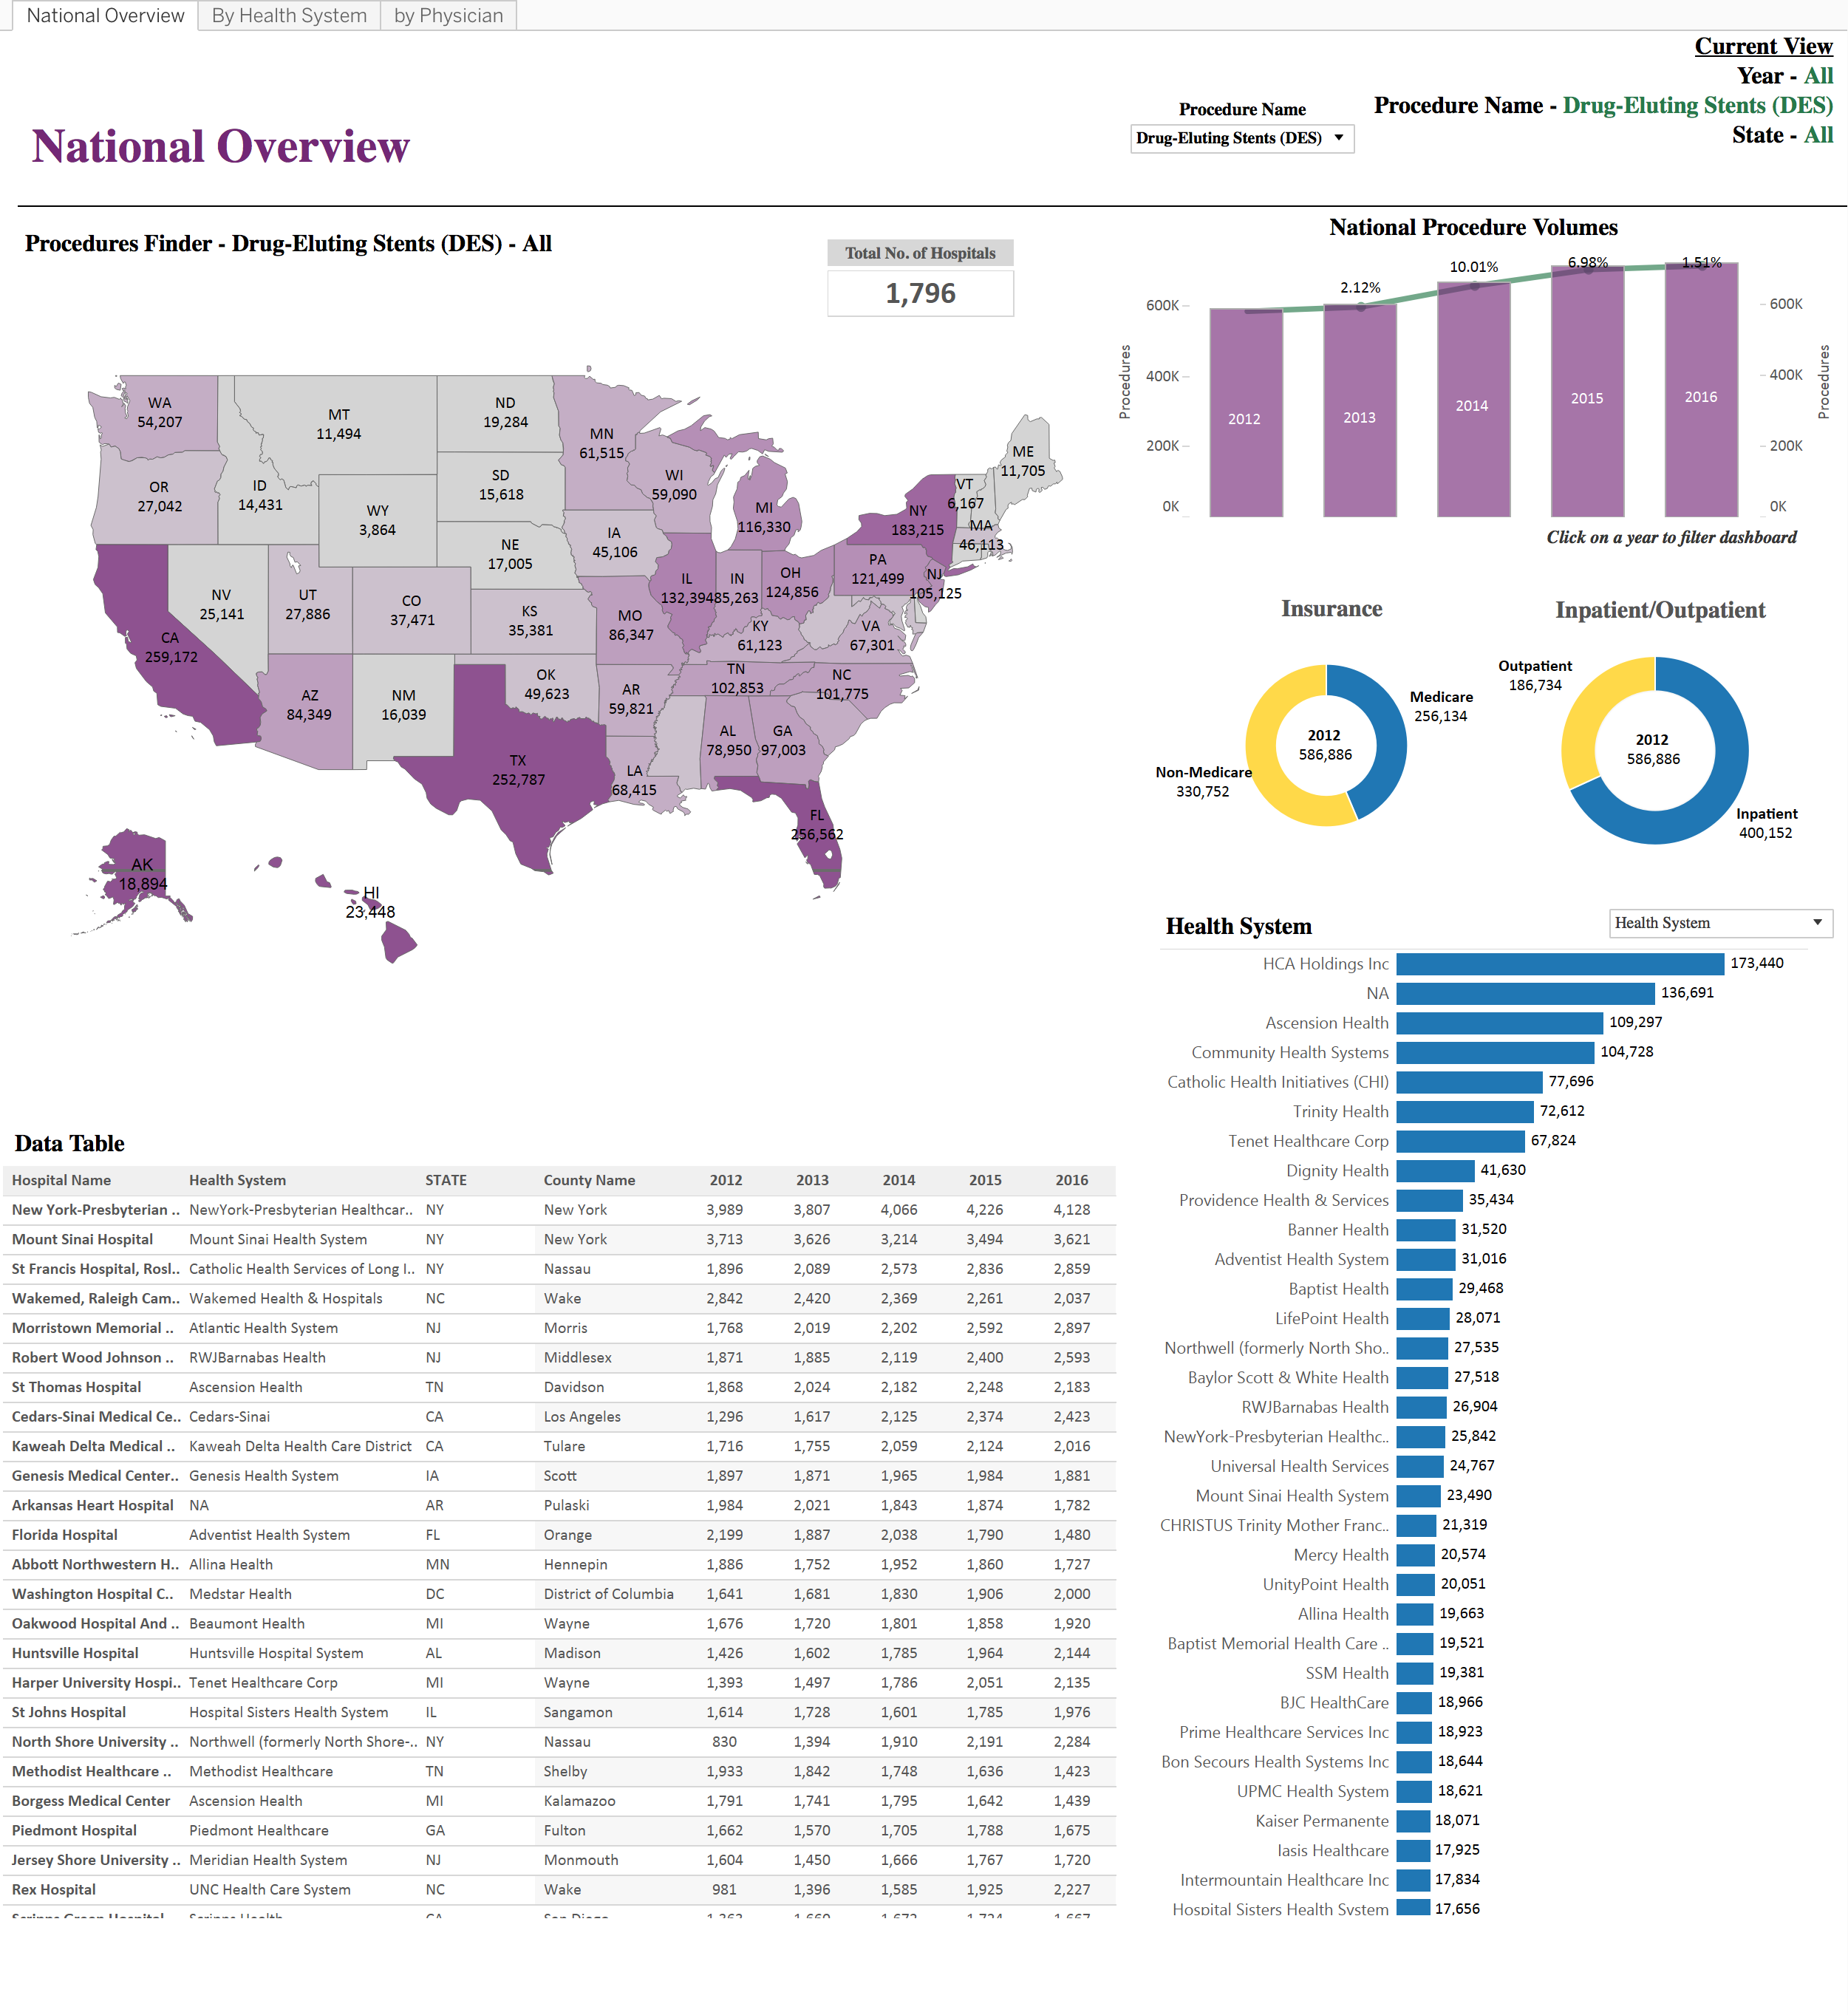 National Overview
By Health System
by Physician
Current View
Year - All
Procedure Name - Drug-Eluting Stents (DES)
State - All
Procedure Name
Drug-Eluting Stents (DES)
National Overview
Procedures Finder - Drug-Eluting Stents (DES) - All
Total No. of Hospitals
1,796
WA
54,207
MT
11,494
ND
19,284
MN
61,515
OR
27,042
ID
14,431
WY
3,864
SD
15,618
WI
59,090
MI
116,330
NY
183,215
VT
6,167
ME
11,705
MA
46,113
NE
17,005
IA
45,106
NV
25,141
UT
27,886
CO
37,471
KS
35,381
MO
86,347
IL
132,394
IN
85,263
OH
124,856
PA
121,499
NJ
105,125
KY
61,123
VA
67,301
CA
259,172
AZ
84,349
NM
16,039
OK
49,623
AR
59,821
TN
102,853
NC
101,775
TX
252,787
LA
68,415
AL
78,950
GA
97,003
FL
256,562
AK
18,894
HI
23,448
National Procedure Volumes
2.12%
10.01%
6.98%
1.51%
Procedures
600K
400K
200K
0K
2012
2013
2014
2015
2016
600K
400K
200K
0K
Procedures
Click on a year to filter dashboard
Insurance
Medicare
256,134
2012
586,886
Non-Medicare
330,752
Inpatient/Outpatient
Outpatient
186,734
2012
586,886
Inpatient
400,152
Health System
Health System
HCA Holdings Inc 173,440
NA 136,691
Ascension Health 109,297
Community Health Systems 104,728
Catholic Health Initiatives (CHI) 77,696
Trinity Health 72,612
Tenet Healthcare Corp 67,824
Dignity Health 41,630
Providence Health & Services 35,434
Banner Health 31,520
Adventist Health System 31,016
Baptist Health 29,468
LifePoint Health 28,071
Northwell (formerly North Sho.. 27,535
Baylor Scott & White Health 27,518
RWJBarnabas Health 26,904
NewYork-Presbyterian Healthc.. 25,842
Universal Health Services 24,767
Mount Sinai Health System 23,490
CHRISTUS Trinity Mother Franc.. 21,319
Mercy Health 20,574
UnityPoint Health 20,051
Allina Health 19,663
Baptist Memorial Health Care .. 19,521
SSM Health 19,381
BJC HealthCare 18,966
Prime Healthcare Services Inc 18,923
Bon Secours Health Systems Inc 18,644
UPMC Health System 18,621
Kaiser Permanente 18,071
Iasis Healthcare 17,925
Intermountain Healthcare Inc 17,834
Hospital Sisters Health System 17,656
Data Table
Hospital Name Health System STATE County Name 2012 2013 2014 2015 2016
New York-Presbyterian .. NewYork-Presbyterian Healthcar.. NY New York 3,989 3,807 4,066 4,226 4,128
Mount Sinai Hospital Mount Sinai Health System NY New York 3,713 3,626 3,214 3,494 3,621
St Francis Hospital, Rosl.. Catholic Health Services of Long I.. NY Nassau 1,896 2,089 2,573 2,836 2,859
Wakemed, Raleigh Cam.. Wakemed Health & Hospitals NC Wake 2,842 2,420 2,369 2,261 2,037
Morristown Memorial .. Atlantic Health System NJ Morris 1,768 2,019 2,202 2,592 2,897
Robert Wood Johnson .. RWJBarnabas Health NJ Middlesex 1,871 1,885 2,119 2,400 2,593
St Thomas Hospital Ascension Health TN Davidson 1,868 2,024 2,182 2,248 2,183
Cedars-Sinai Medical Ce.. Cedars-Sinai CA Los Angeles 1,296 1,617 2,125 2,374 2,423
Kaweah Delta Medical .. Kaweah Delta Health Care District CA Tulare 1,716 1,755 2,059 2,124 2,016
Genesis Medical Center.. Genesis Health System IA Scott 1,897 1,871 1,965 1,984 1,881
Arkansas Heart Hospital NA AR Pulaski 1,984 2,021 1,843 1,874 1,782
Florida Hospital Adventist Health System FL Orange 2,199 1,887 2,038 1,790 1,480
Abbott Northwestern H.. Allina Health MN Hennepin 1,886 1,752 1,952 1,860 1,727
Washington Hospital C.. Medstar Health DC District of Columbia 1,641 1,681 1,830 1,906 2,000
Oakwood Hospital And .. Beaumont Health MI Wayne 1,676 1,720 1,801 1,858 1,920
Huntsville Hospital Huntsville Hospital System AL Madison 1,426 1,602 1,785 1,964 2,144
Harper University Hospi.. Tenet Healthcare Corp MI Wayne 1,393 1,497 1,786 2,051 2,135
St Johns Hospital Hospital Sisters Health System IL Sangamon 1,614 1,728 1,601 1,785 1,976
North Shore University .. Northwell (formerly North Shore-.. NY Nassau 830 1,394 1,910 2,191 2,284
Methodist Healthcare .. Methodist Healthcare TN Shelby 1,933 1,842 1,748 1,636 1,423
Borgess Medical Center Ascension Health MI Kalamazoo 1,791 1,741 1,795 1,642 1,439
Piedmont Hospital Piedmont Healthcare GA Fulton 1,662 1,570 1,705 1,788 1,675
Jersey Shore University .. Meridian Health System NJ Monmouth 1,604 1,450 1,666 1,767 1,720
Rex Hospital UNC Health Care System NC Wake 981 1,396 1,585 1,925 2,227